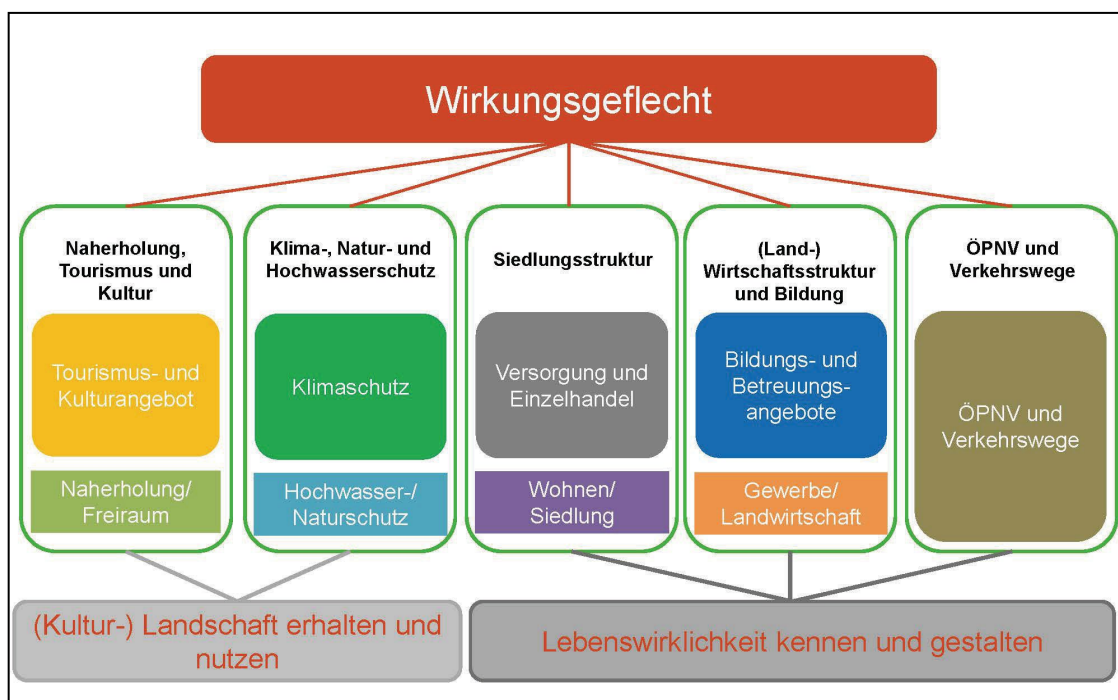 Wirkungsgeflecht
Naherholung,
Tourismus und
Kultur
Tourismus- und
Kulturangebot
Naherholung/
Freiraum
Klima-, Natur- und
Hochwasserschutz
Klimaschutz
Hochwasser-/
Naturschutz
Siedlungsstruktur
Versorgung und
Einzelhandel
Wohnen/
Siedlung
(Land-)
Wirtschaftsstruktur
und Bildung
Bildungs- und
Betreuungs-
angebote
Gewerbe/
Landwirtschaft
ÖPNV und
Verkehrswege
ÖPNV und
Verkehrswege
(Kultur-) Landschaft erhalten und
nutzen
Lebenswirklichkeit kennen und gestalten